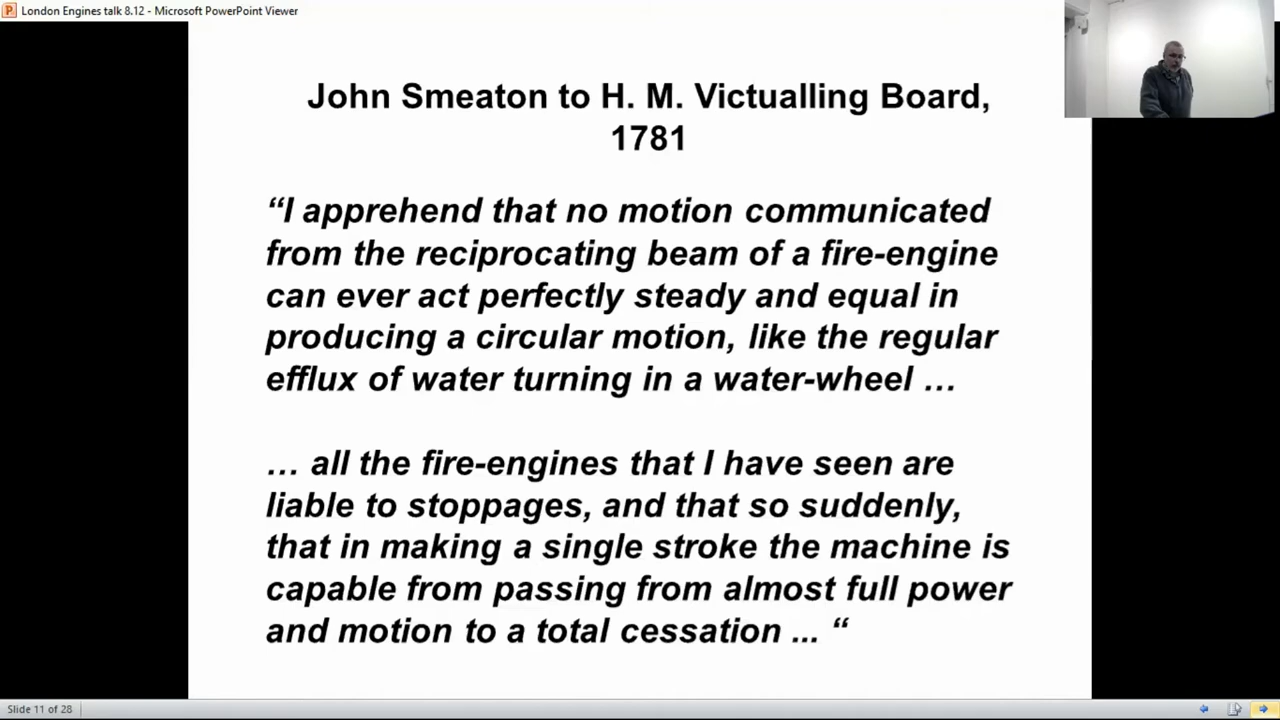 London Engines talk 8.12 - Microsoft PowerPoint Viewer
John Smeaton to H. M. Victualling Board,
1781
“I apprehend that no motion communicated
from the reciprocating beam of a fire-engine
can ever act perfectly steady and equal in
producing a circular motion, like the regular
efflux of water turning in a water-wheel …
… all the fire-engines that I have seen are
liable to stoppages, and that so suddenly,
that in making a single stroke the machine is
capable from passing from almost full power
and motion to a total cessation ... “
Slide 11 of 28